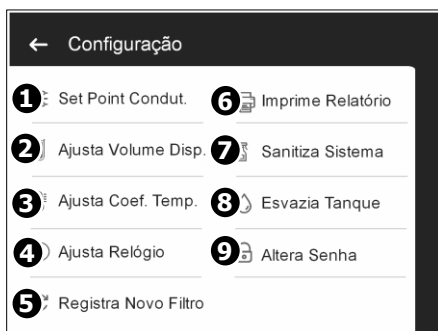 ← Configuração
1 Set Point Condut.
2 Ajusta Volume Disp.
3 Ajusta Coef. Temp.
4 Ajusta Relógio
5 Registra Novo Filtro
6 Imprime Relatório
7 Sanitiza Sistema
8 Esvazia Tanque
9 Altera Senha